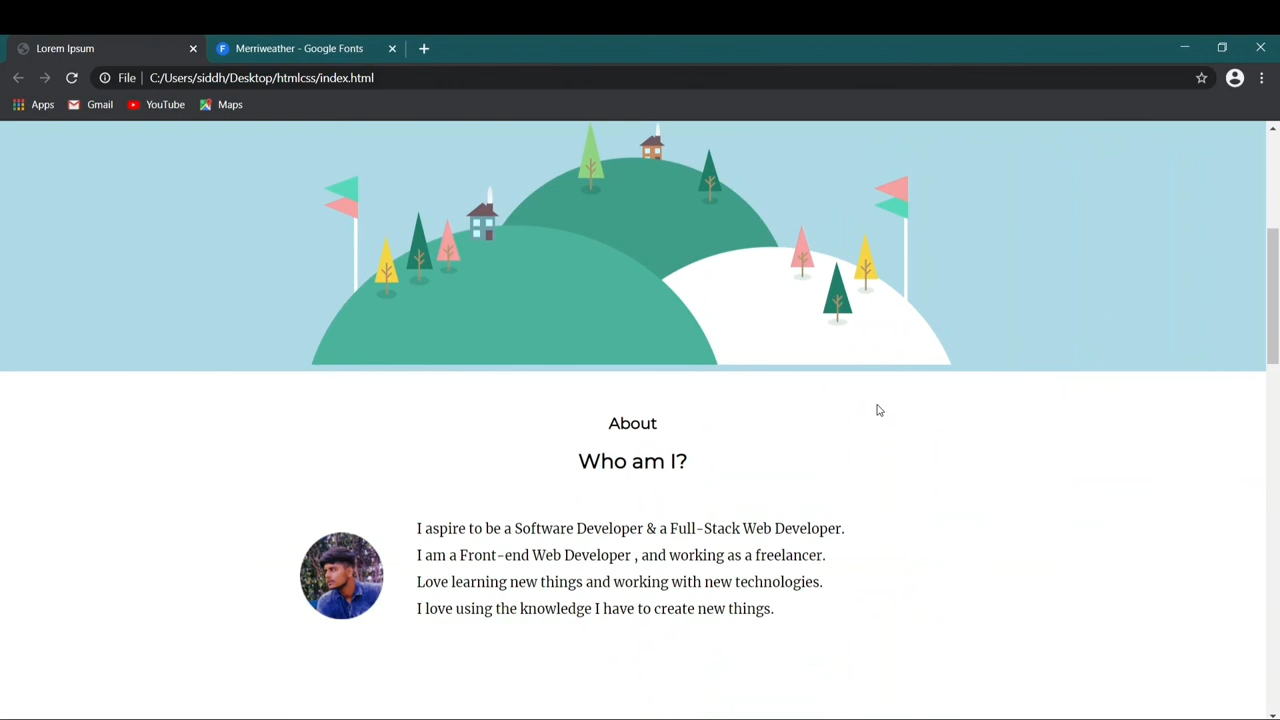 Lorem Ipsum
Merriweather - Google Fonts
File
C:/Users/siddh/Desktop/htmlcss/index.html
Apps
Gmail
YouTube
Maps
About
Who am I?
I aspire to be a Software Developer & a Full-Stack Web Developer.
I am a Front-end Web Developer , and working as a freelancer.
Love learning new things and working with new technologies.
I love using the knowledge I have to create new things.